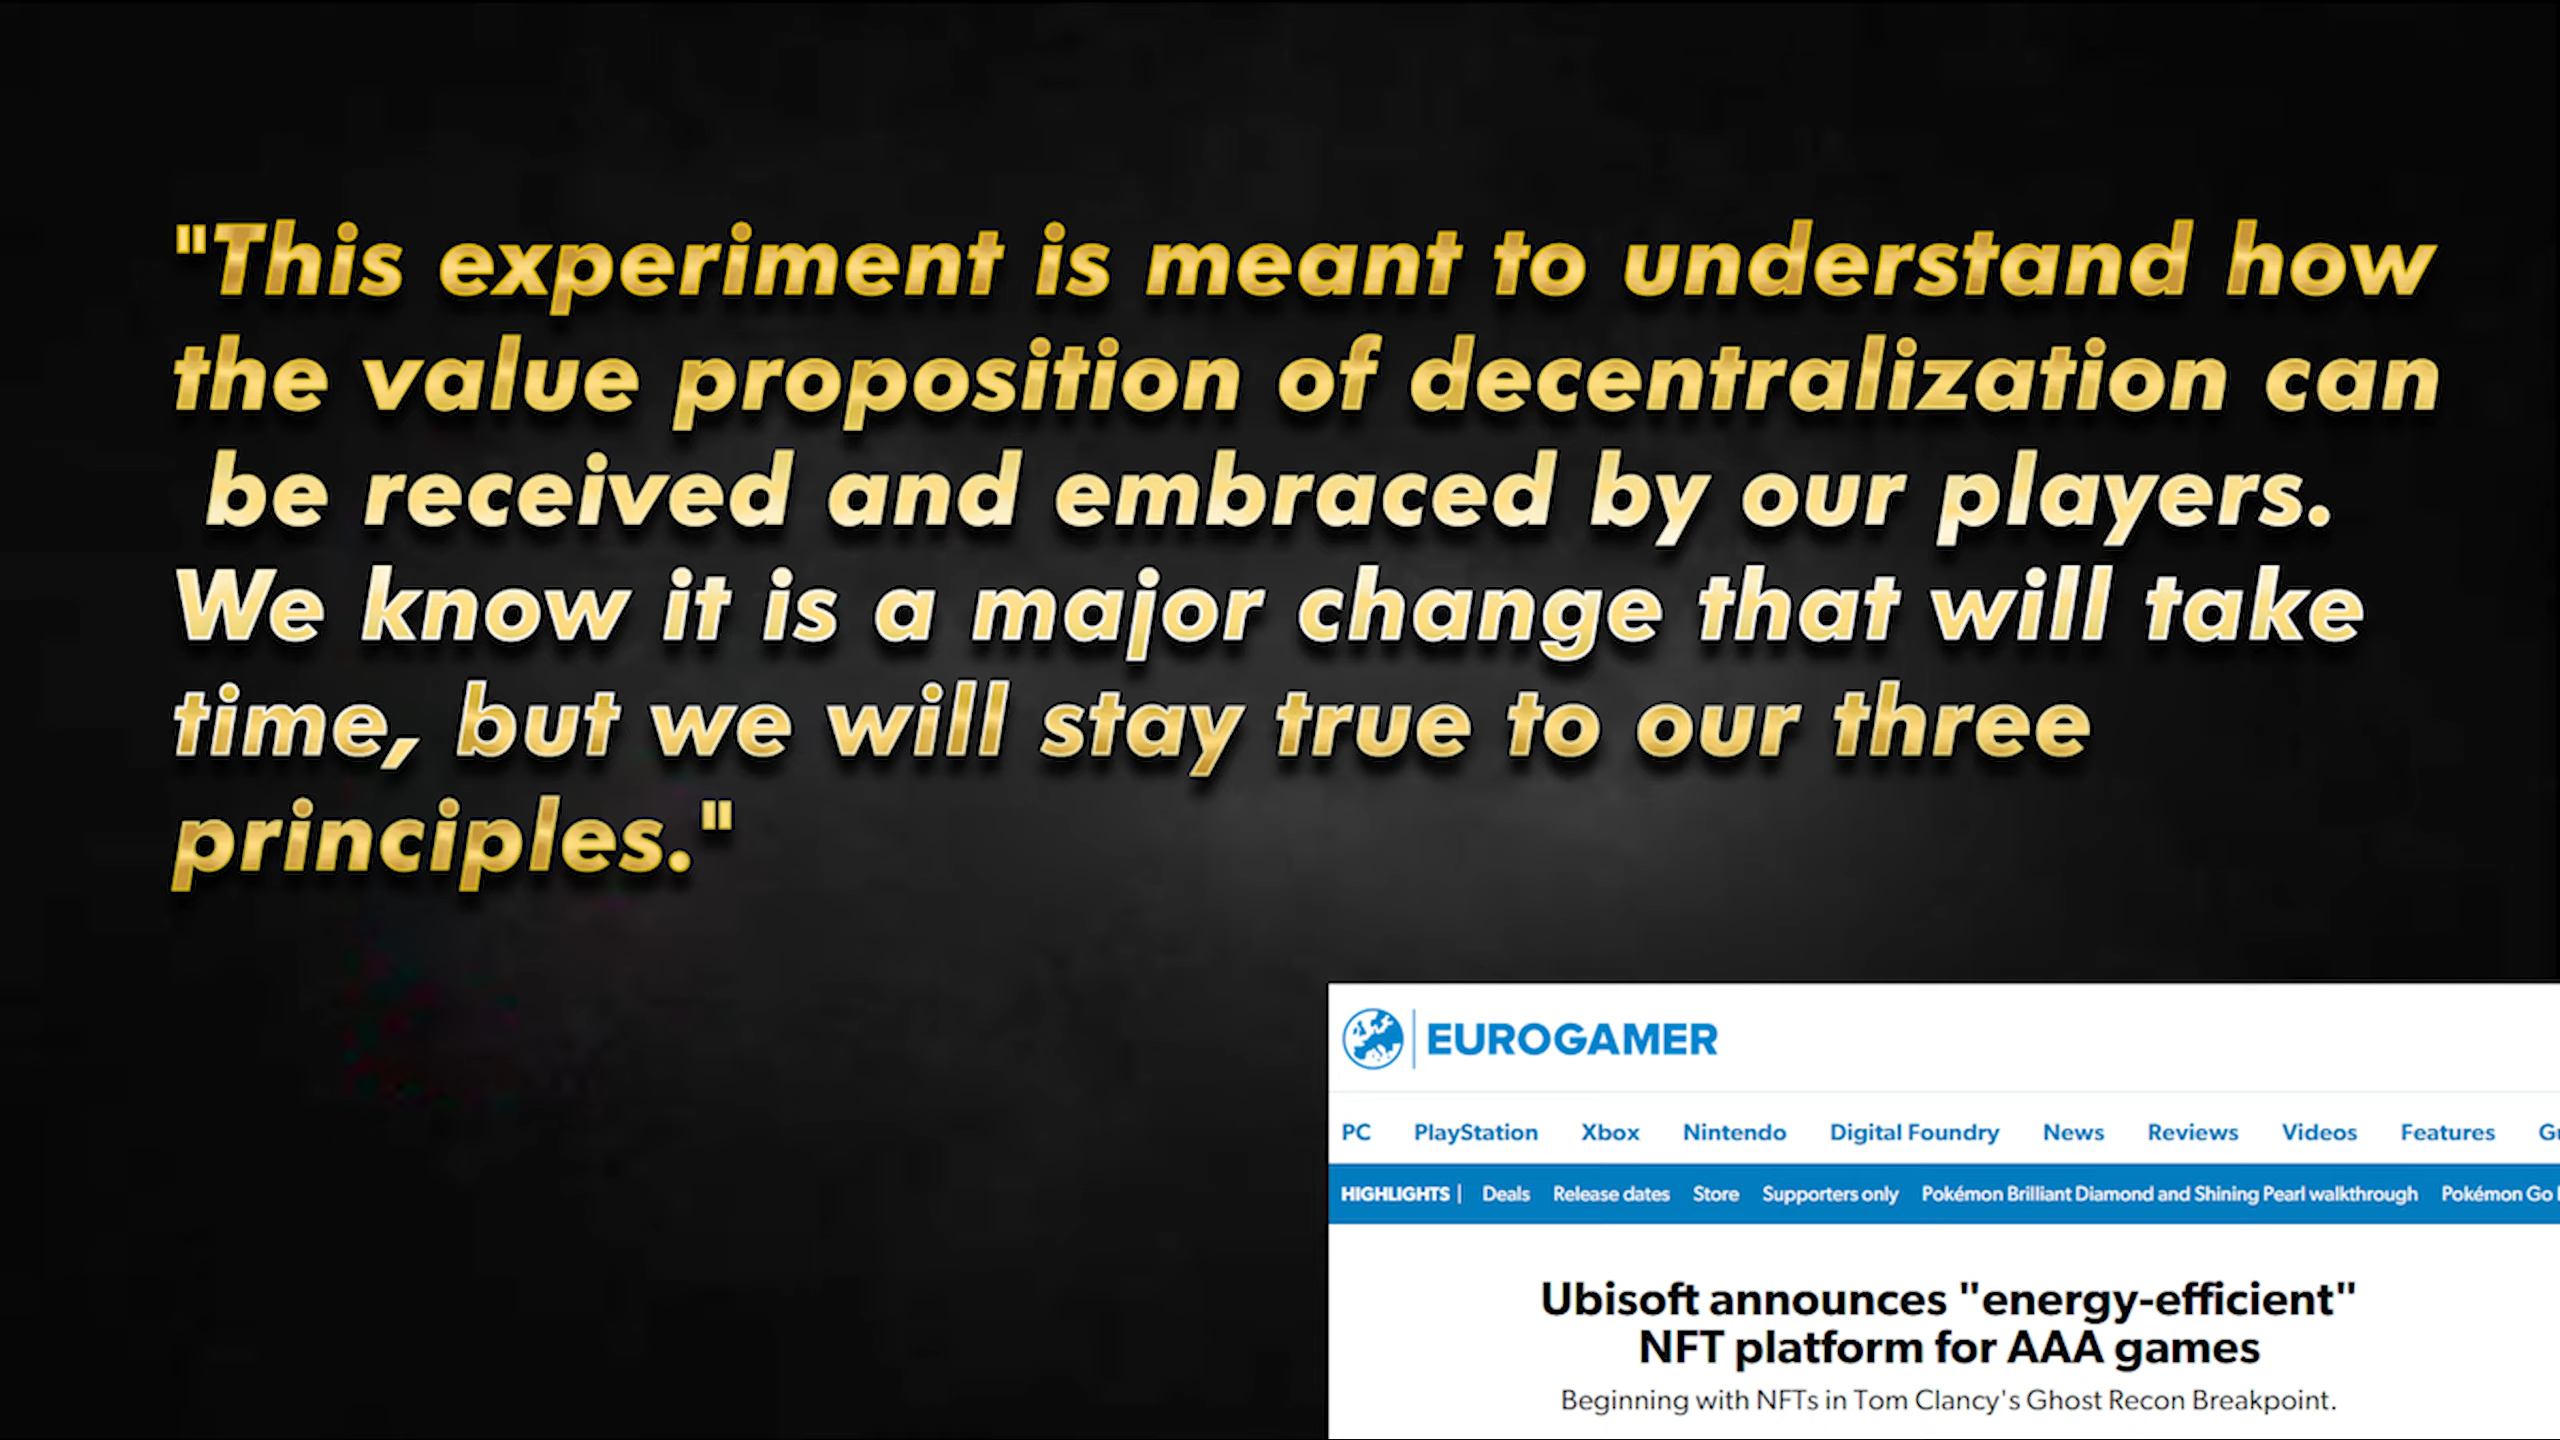 "This experiment is meant to understand how
the value proposition of decentralization can
be received and embraced by our players.
We know it is a major change that will take
time, but we will stay true to our three
principles."
EUROGAMER
PC PlayStation Xbox Nintendo Digital Foundry News Reviews Videos Features
HIGHLIGHTS | Deals Release dates Store Supporters only Pokémon Brilliant Diamond and Shining Pearl walkthrough Pokémon Go
Ubisoft announces "energy-efficient"
NFT platform for AAA games
Beginning with NFTs in Tom Clancy's Ghost Recon Breakpoint.